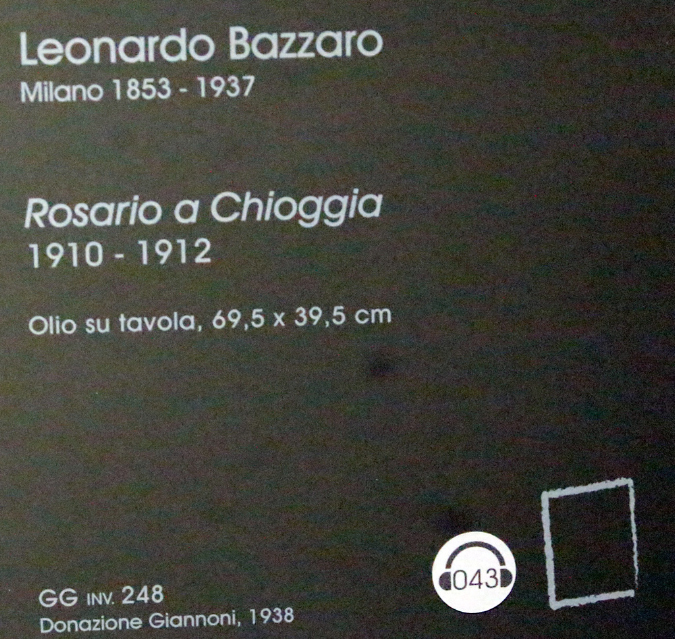 Leonardo Bazzaro
Milano 1853 - 1937
Rosario a Chioggia
1910 - 1912
Olio su tavola, 69,5 x 39,5 cm
043
GG INV. 248
Donazione Giannoni, 1938